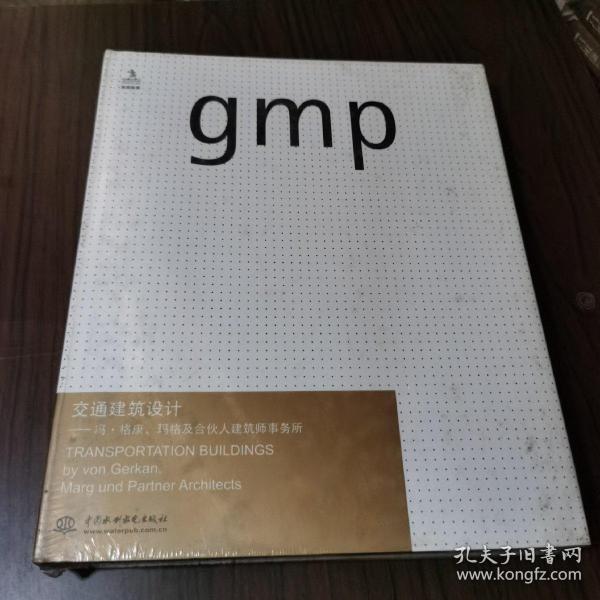 gmp
交通建筑设计
——冯·格康、玛格及合伙人建筑师事务所
TRANSPORTATION BUILDINGS
by von Gerkan,
Marg und Partner Architects
中国水利水电出版社
www.waterpub.com.cn
孔夫子旧书网
www.kongfz.com